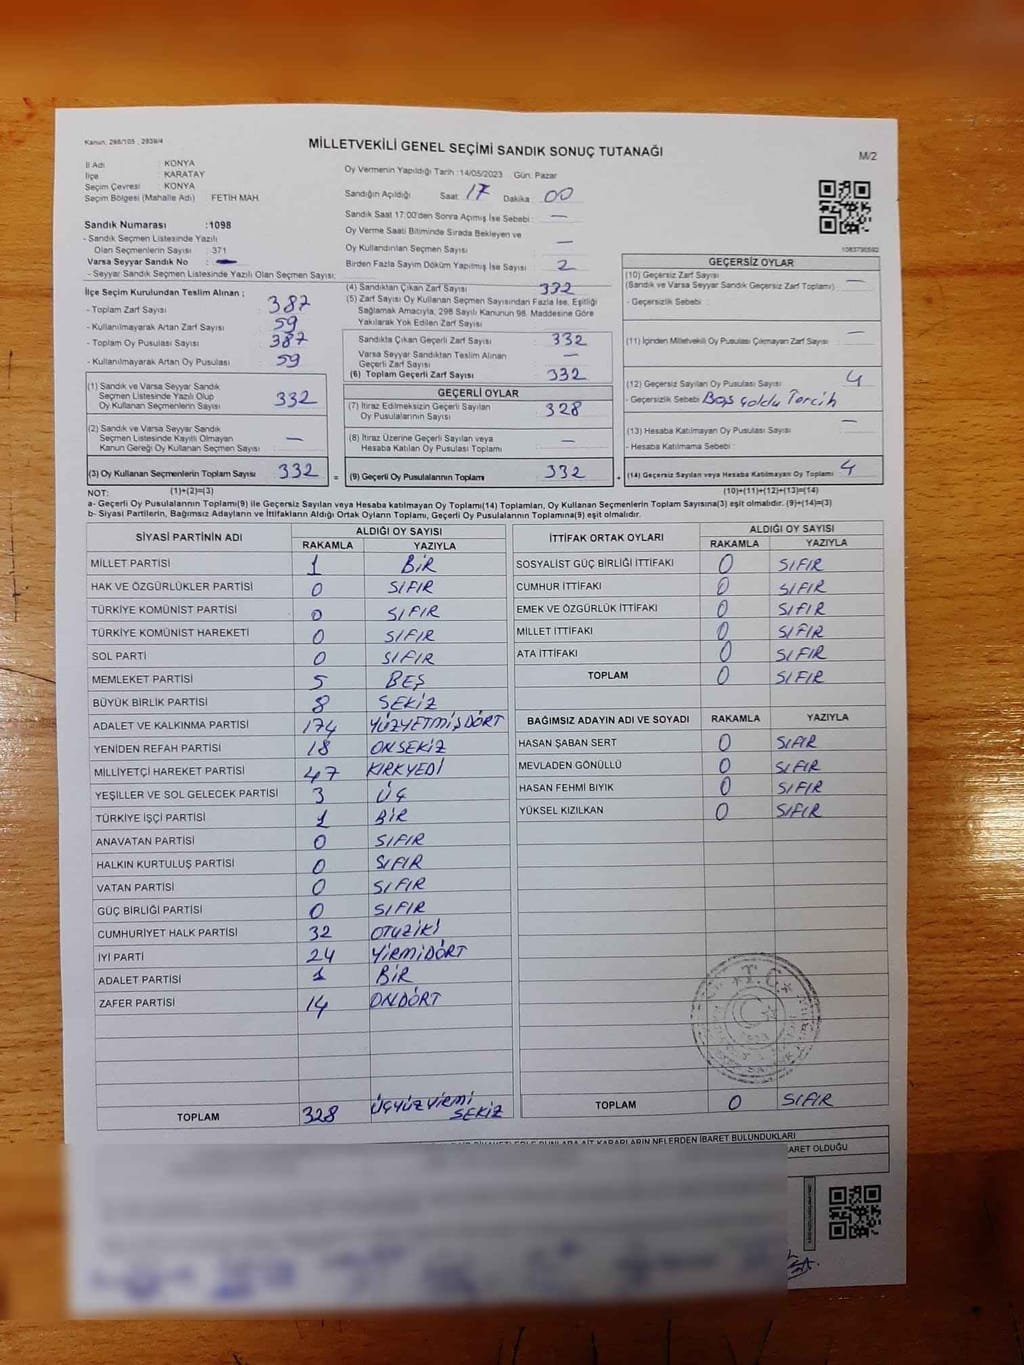 Kanun, 298/105 , 2839/4
MİLLETVEKİLİ GENEL SEÇİMİ SANDIK SONUÇ TUTANAĞI
M/2
İl Adı : KONYA
İlçe : KARATAY
Seçim Çevresi : KONYA
Seçim Bölgesi (Mahalle Adı) FETİH MAH.
Sandık Numarası :1098
- Sandık Seçmen Listesinde Yazılı
Olan Seçmenlerin Sayısı : 371
Varsa Seyyar Sandık No : —
- Seyyar Sandık Seçmen Listesinde Yazılı Olan Seçmen Sayısı:
Oy Vermenin Yapıldığı Tarih :14/05/2023 Gün: Pazar
Sandığın Açıldığı Saat: 17 Dakika: 00
Sandık Saat 17:00'den Sonra Açımış İse Sebebi : —
Oy Verme Saati Bitiminde Sırada Bekleyen ve
Oy Kullandırılan Seçmen Sayısı : —
Birden Fazla Sayım Döküm Yapılmış İse Sayısı : 2
1083790592
İlçe Seçim Kurulundan Teslim Alınan ;
- Toplam Zarf Sayısı : 387
- Kullanılmayarak Artan Zarf Sayısı : 59
- Toplam Oy Pusulası Sayısı : 387
- Kullanılmayarak Artan Oy Pusulası : 59
(1) Sandık ve Varsa Seyyar Sandık
Seçmen Listesinde Yazılı Olup
Oy Kullanan Seçmenlerin Sayısı : 332
(2) Sandık ve Varsa Seyyar Sandık
Seçmen Listesinde Kayıtlı Olmayan
Kanun Gereği Oy Kullanan Seçmen Sayısı : —
(3) Oy Kullanan Seçmenlerin Toplam Sayısı : 332
(4) Sandıktan Çıkan Zarf Sayısı : 332
(5) Zarf Sayısı Oy Kullanan Seçmen Sayısından Fazla İse, Eşitliği
Sağlamak Amacıyla, 298 Sayılı Kanunun 98. Maddesine Göre
Yakılarak Yok Edilen Zarf Sayısı :
Sandıkta Çıkan Geçerli Zarf Sayısı : 332
Varsa Seyyar Sandıktan Teslim Alınan
Geçerli Zarf Sayısı : —
(6) Toplam Geçerli Zarf Sayısı : 332
GEÇERLİ OYLAR
(7) İtiraz Edilmeksizin Geçerli Sayılan
Oy Pusulalarının Sayısı : 328
(8) İtiraz Üzerine Geçerli Sayılan veya
Hesaba Katılan Oy Pusulası Toplamı : —
= (9) Geçerli Oy Pusulalarının Toplamı : 332
GEÇERSİZ OYLAR
(10) Geçersiz Zarf Sayısı
(Sandık ve Varsa Seyyar Sandık Geçersiz Zarf Toplamı) : —
- Geçersizlik Sebebi :
(11) İçinden Milletvekili Oy Pusulası Çıkmayan Zarf Sayısı : —
(12) Geçersiz Sayılan Oy Pusulası Sayısı : 4
- Geçersizlik Sebebi : Boş Çoklu Tercih
(13) Hesaba Katılmayan Oy Pusulası Sayısı : —
- Hesaba Katılmama Sebebi :
+ (14) Geçersiz Sayılan veya Hesaba Katılmayan Oy Pusulası Toplamı : 4
NOT: (1)+(2)=(3) (10)+(11)+(12)+(13)=(14)
a- Geçerli Oy Pusulalarının Toplamı(9) ile Geçersiz Sayılan veya Hesaba katılmayan Oy Toplamı(14) Toplamları, Oy Kullanan Seçmenlerin Toplam Sayısına(3) eşit olmalıdır. (9)+(14)=(3)
b- Siyasi Partilerin, Bağımsız Adayların ve İttifakların Aldığı Ortak Oyların Toplamı, Geçerli Oy Pusulalarının Toplamına(9) eşit olmalıdır.
SİYASİ PARTİNİN ADI ALDIĞI OY SAYISI
RAKAMLA YAZIYLA
MİLLET PARTİSİ 1 BİR
HAK VE ÖZGÜRLÜKLER PARTİSİ 0 SIFIR
TÜRKİYE KOMÜNİST PARTİSİ 0 SIFIR
TÜRKİYE KOMÜNİST HAREKETİ 0 SIFIR
SOL PARTİ 0 SIFIR
MEMLEKET PARTİSİ 5 BEŞ
BÜYÜK BİRLİK PARTİSİ 8 SEKİZ
ADALET VE KALKINMA PARTİSİ 174 YÜZYETMİŞDÖRT
YENİDEN REFAH PARTİSİ 18 ONSEKİZ
MİLLİYETÇİ HAREKET PARTİSİ 47 KIRKYEDİ
YEŞİLLER VE SOL GELECEK PARTİSİ 3 ÜÇ
TÜRKİYE İŞÇİ PARTİSİ 1 BİR
ANAVATAN PARTİSİ 0 SIFIR
HALKIN KURTULUŞ PARTİSİ 0 SIFIR
VATAN PARTİSİ 0 SIFIR
GÜÇ BİRLİĞİ PARTİSİ 0 SIFIR
CUMHURİYET HALK PARTİSİ 32 OTUZİKİ
İYİ PARTİ 24 YİRMİDÖRT
ADALET PARTİSİ 1 BİR
ZAFER PARTİSİ 14 ONDÖRT
TOPLAM 328 ÜÇYÜZYİRMİ
SEKİZ
İTTİFAK ORTAK OYLARI ALDIĞI OY SAYISI
RAKAMLA YAZIYLA
SOSYALİST GÜÇ BİRLİĞİ İTTİFAKI 0 SIFIR
CUMHUR İTTİFAKI 0 SIFIR
EMEK VE ÖZGÜRLÜK İTTİFAKI 0 SIFIR
MİLLET İTTİFAKI 0 SIFIR
ATA İTTİFAKI 0 SIFIR
TOPLAM 0 SIFIR
BAĞIMSIZ ADAYIN ADI VE SOYADI RAKAMLA YAZIYLA
HASAN ŞABAN SERT 0 SIFIR
MEVLADEN GÖNÜLLÜ 0 SIFIR
HASAN FEHMİ BIYIK 0 SIFIR
YÜKSEL KIZILKAN 0 SIFIR
T.C.
TOPLAM 0 SIFIR
KARARLARIN NELERDEN İBARET BULUNDUKLARI
ARET OLDUĞU